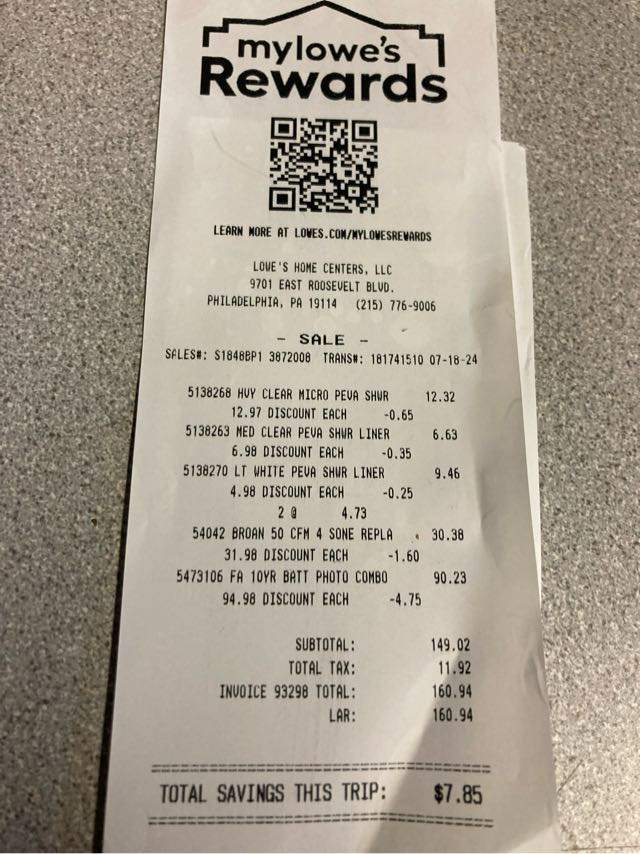 mylowe's
Rewards
LEARN MORE AT LOWES.COM/MYLOWESREWARDS
LOWE'S HOME CENTERS, LLC
9701 EAST ROOSEVELT BLVD.
PHILADELPHIA, PA 19114 (215) 776-9006
- SALE -
SALES#: S1848BP1 3872008 TRANS#: 181741510 07-18-24
5138268 HVY CLEAR MICRO PEVA SHWR 12.32
12.97 DISCOUNT EACH -0.65
5138263 MED CLEAR PEVA SHWR LINER 6.63
6.98 DISCOUNT EACH -0.35
5138270 LT WHITE PEVA SHWR LINER 9.46
4.98 DISCOUNT EACH -0.25
2 @ 4.73
54042 BROAN 50 CFM 4 SONE REPLA 30.38
31.98 DISCOUNT EACH -1.60
5473106 FA 10YR BATT PHOTO COMBO 90.23
94.98 DISCOUNT EACH -4.75
SUBTOTAL: 149.02
TOTAL TAX: 11.92
INVOICE 93298 TOTAL: 160.94
LAR: 160.94
TOTAL SAVINGS THIS TRIP: $7.85